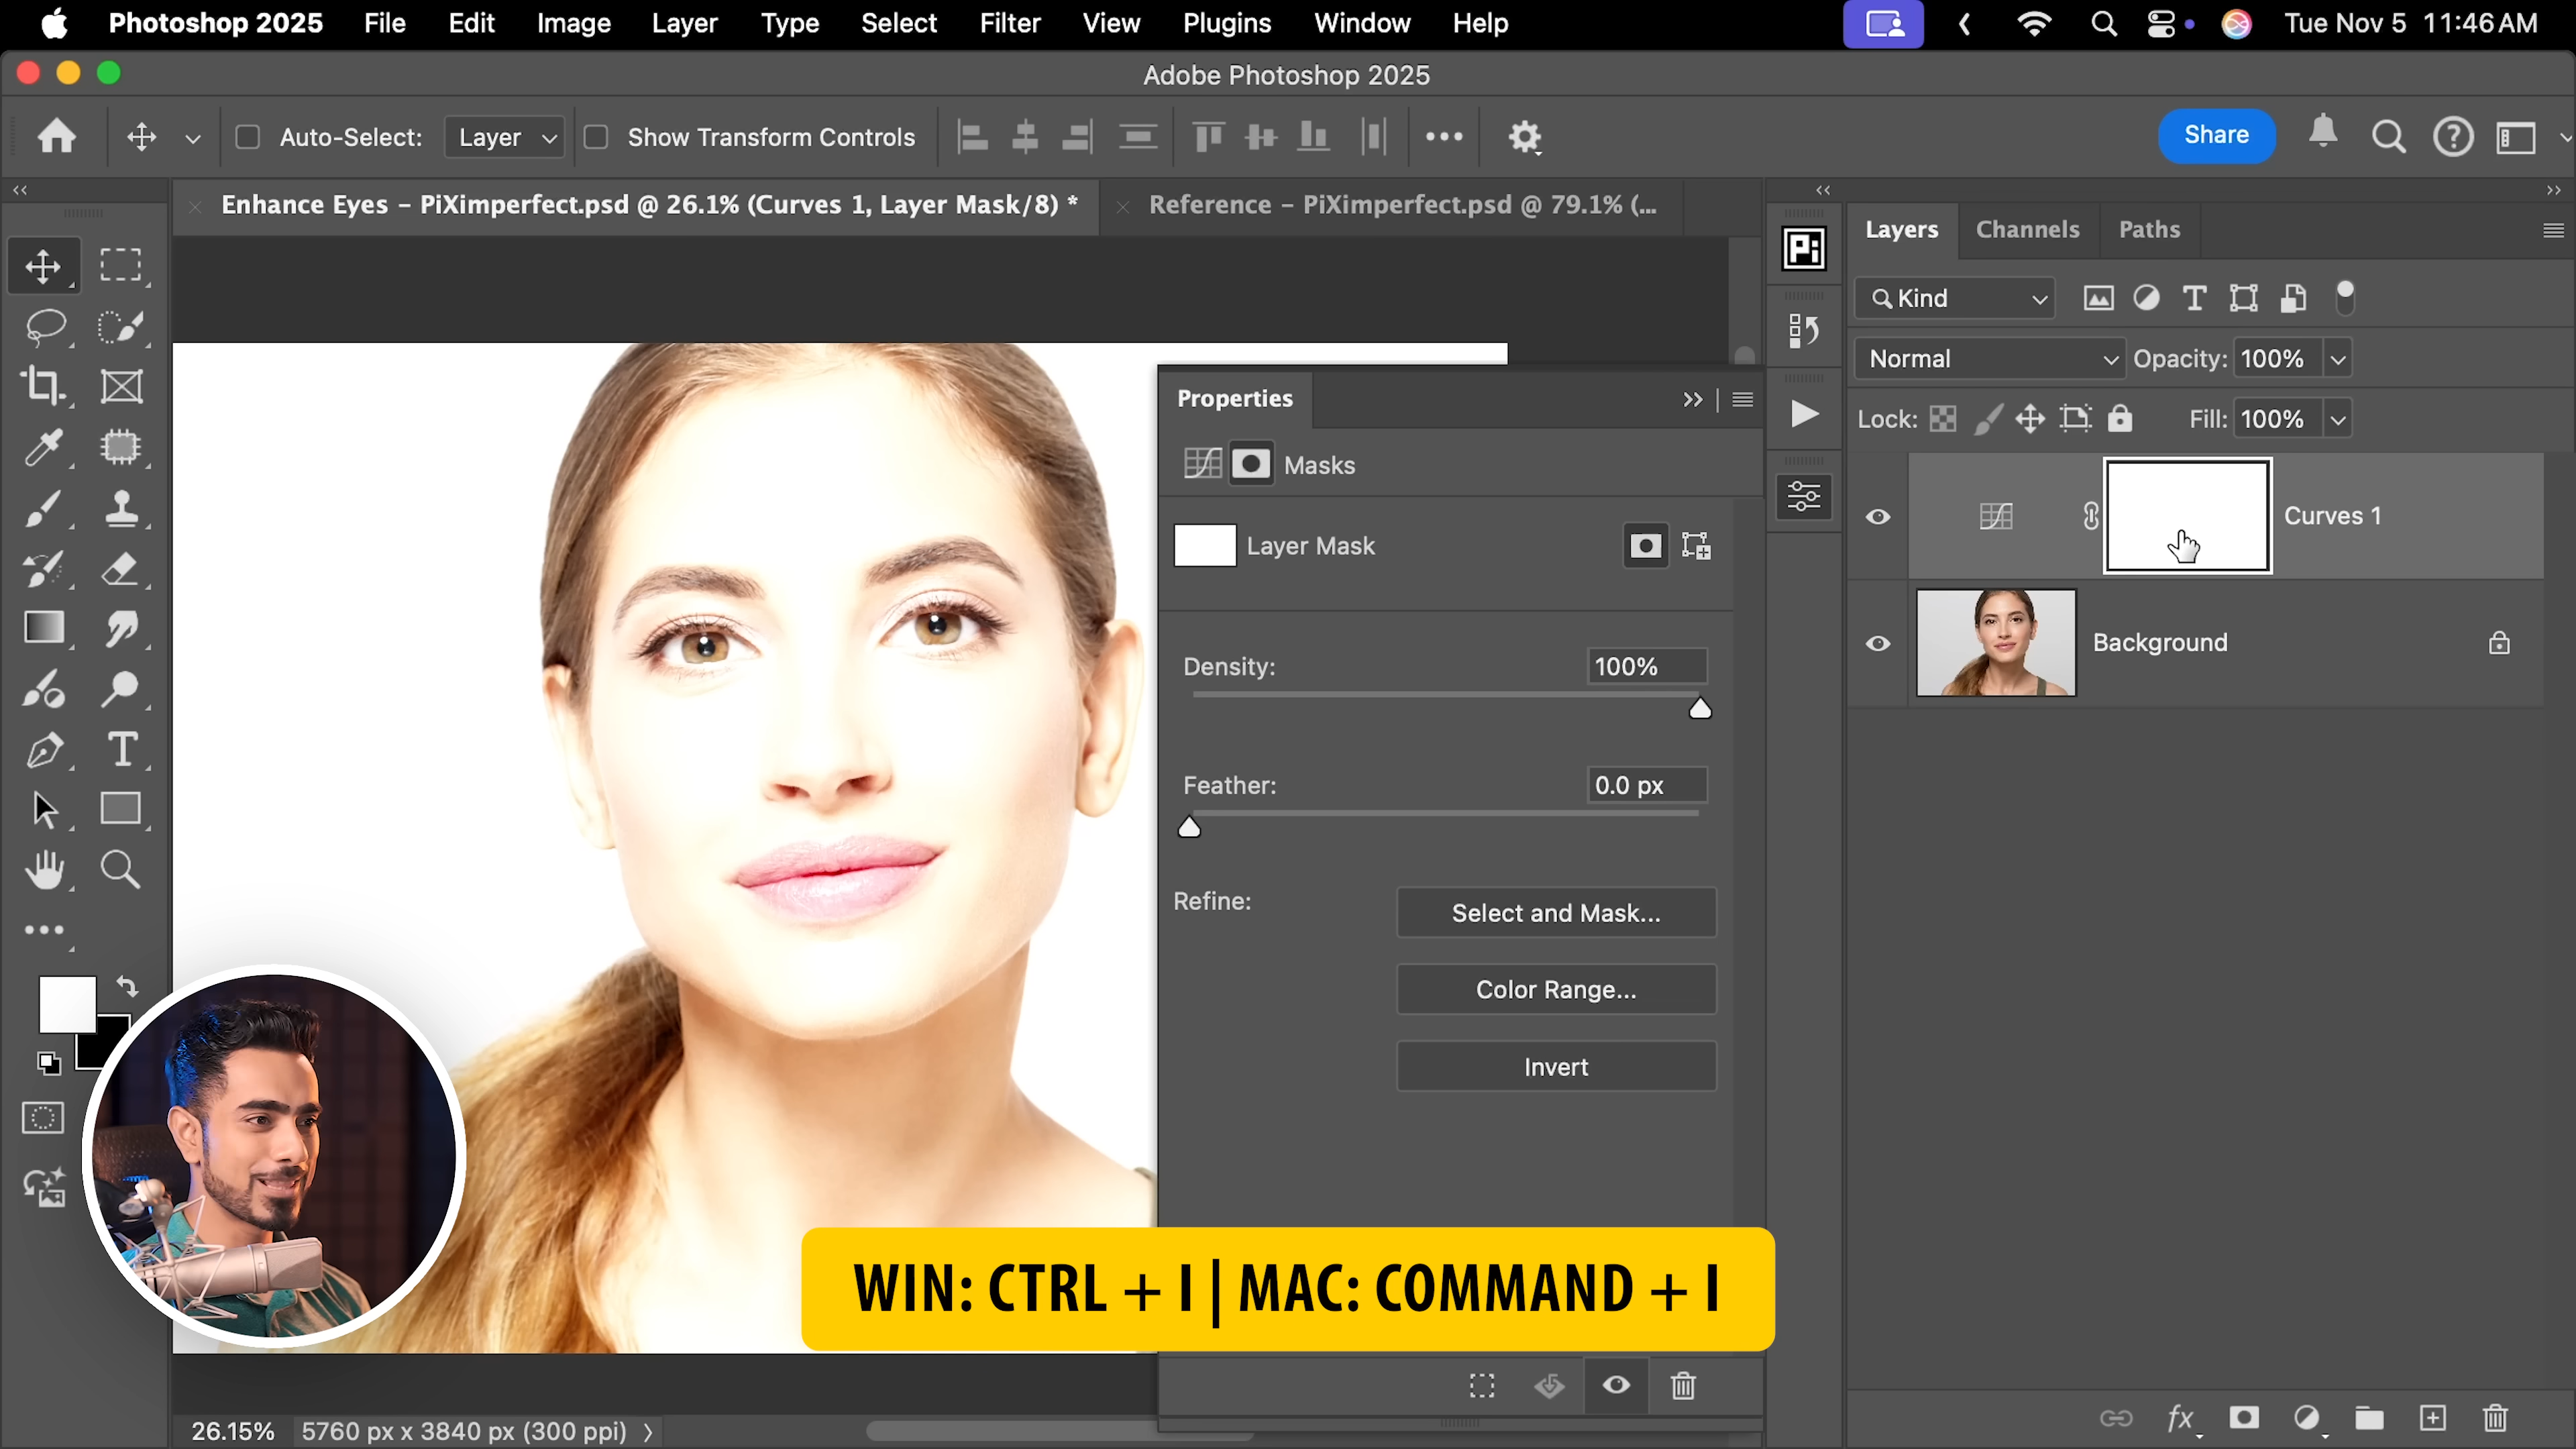 Photoshop 2025 File Edit Image Layer Type Select Filter View Plugins Window Help Tue Nov 5 11:46 AM
Adobe Photoshop 2025
Auto-Select: Layer Show Transform Controls Share
Enhance Eyes – PiXimperfect.psd @ 26.1% (Curves 1, Layer Mask/8) * Reference – PiXimperfect.psd @ 79.1% (...
Pi
Layers Channels Paths
Kind
Normal Opacity: 100%
Lock: Fill: 100%
Curves 1
Background
Properties
Masks
Layer Mask
Density: 100%
Feather: 0.0 px
Refine: Select and Mask...
Color Range...
Invert
WIN: CTRL + I | MAC: COMMAND + I
26.15% 5760 px x 3840 px (300 ppi)
fx